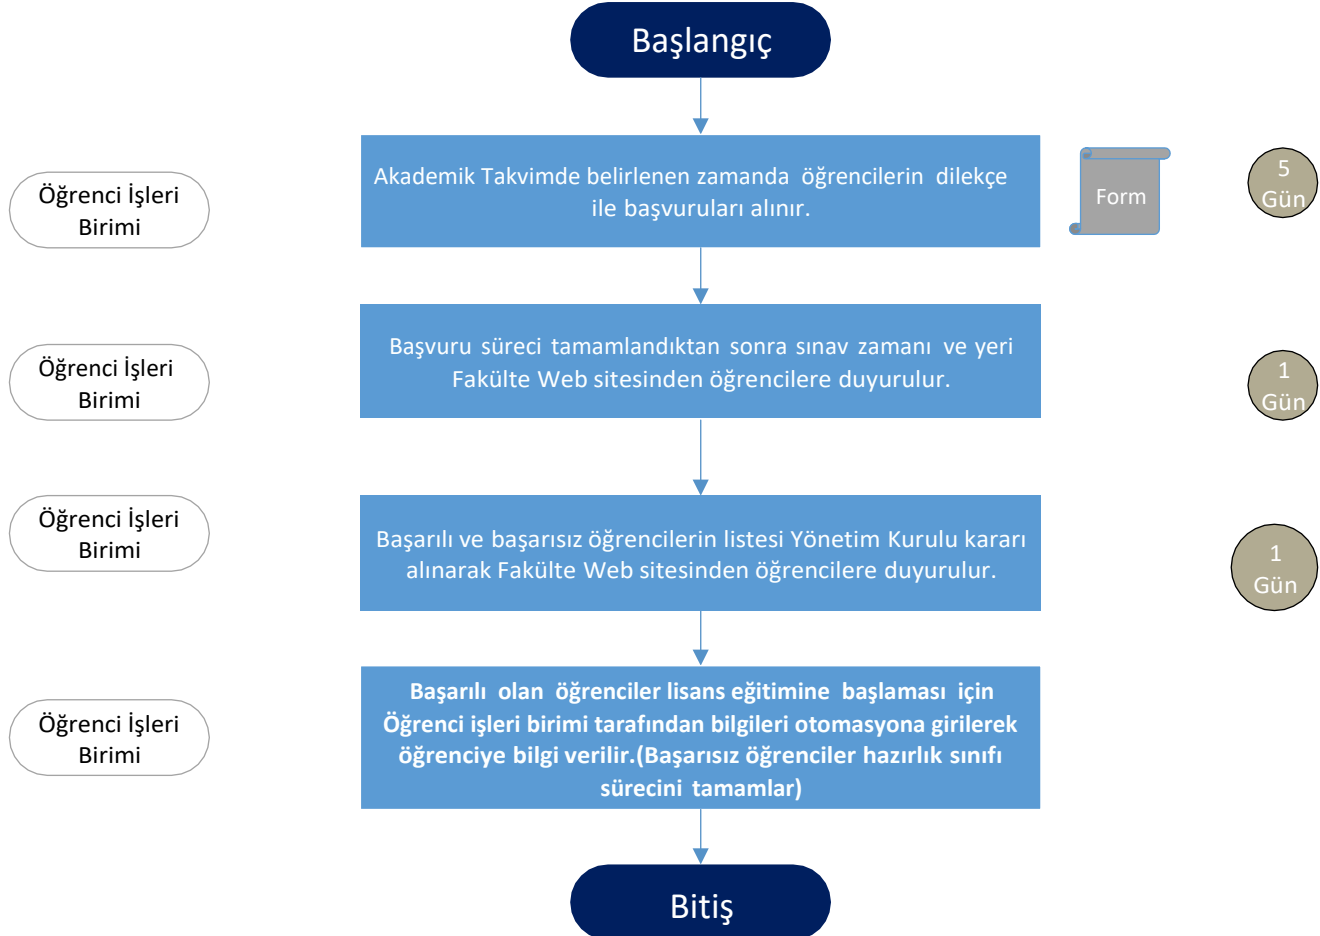 Başlangıç
Öğrenci İşleri
Birimi
Akademik Takvimde belirlenen zamanda öğrencilerin dilekçe
ile başvuruları alınır.
Form
5
Gün
Öğrenci İşleri
Birimi
Başvuru süreci tamamlandıktan sonra sınav zamanı ve yeri
Fakülte Web sitesinden öğrencilere duyurulur.
1
Gün
Öğrenci İşleri
Birimi
Başarılı ve başarısız öğrencilerin listesi Yönetim Kurulu kararı
alınarak Fakülte Web sitesinden öğrencilere duyurulur.
1
Gün
Öğrenci İşleri
Birimi
Başarılı olan öğrenciler lisans eğitimine başlaması için
Öğrenci işleri birimi tarafından bilgileri otomasyona girilerek
öğrenciye bilgi verilir.(Başarısız öğrenciler hazırlık sınıfı
sürecini tamamlar)
Bitiş